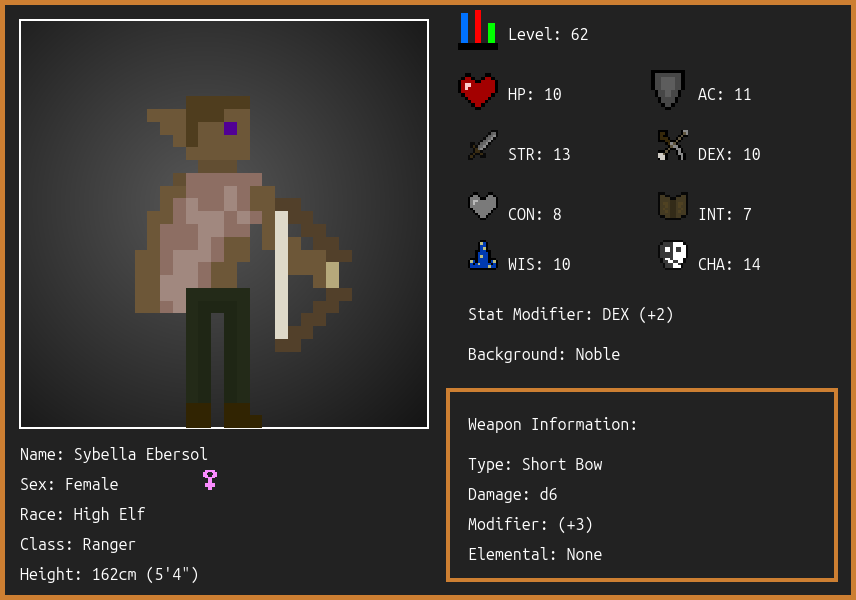 Level: 62
HP: 10
AC: 11
STR: 13
DEX: 10
CON: 8
INT: 7
WIS: 10
CHA: 14
Stat Modifier: DEX (+2)
Background: Noble
Weapon Information:
Type: Short Bow
Damage: d6
Modifier: (+3)
Elemental: None
Name: Sybella Ebersol
Sex: Female
Race: High Elf
Class: Ranger
Height: 162cm (5'4")